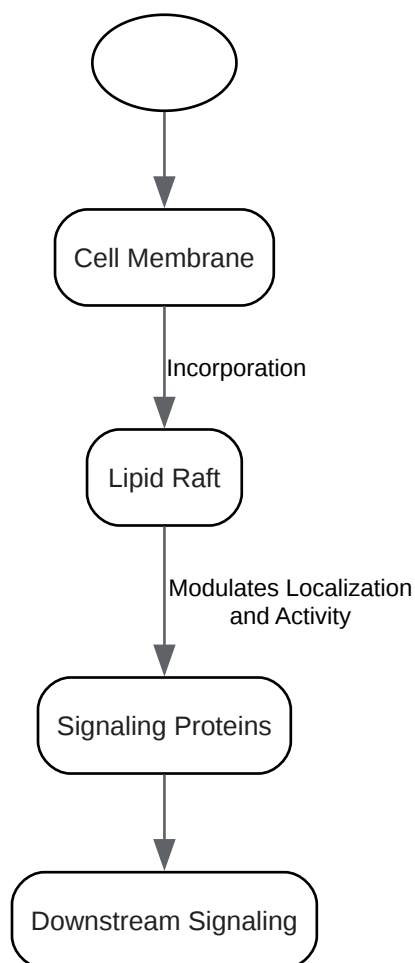 Cell Membrane
Incorporation
Lipid Raft
Modulates Localization
and Activity
Signaling Proteins
Downstream Signaling